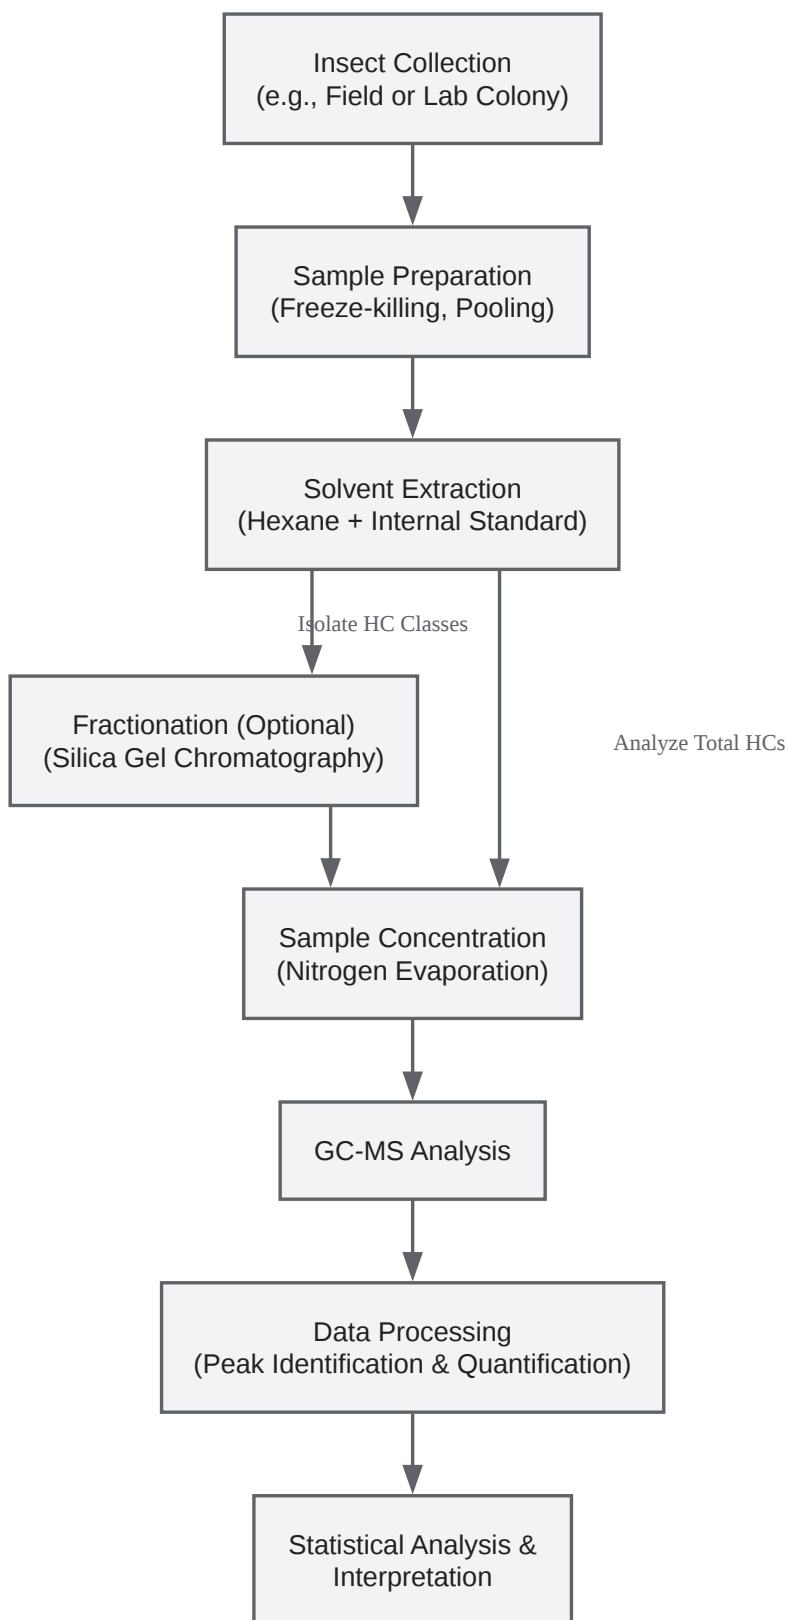 Insect Collection
(e.g., Field or Lab Colony)
Sample Preparation
(Freeze-killing, Pooling)
Solvent Extraction
(Hexane + Internal Standard)
Isolate HC Classes
Fractionation (Optional)
(Silica Gel Chromatography)
Analyze Total HCs
Sample Concentration
(Nitrogen Evaporation)
GC-MS Analysis
Data Processing
(Peak Identification & Quantification)
Statistical Analysis &
Interpretation